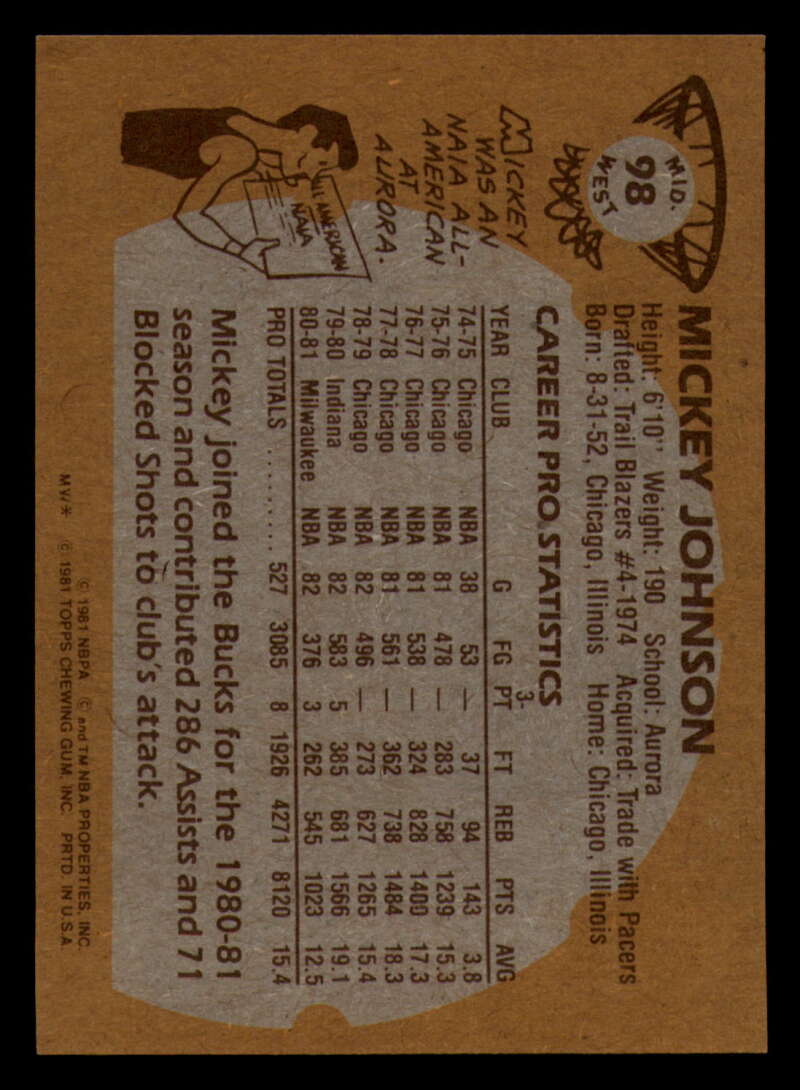 MID.
98
WEST
MICKEY JOHNSON
Height: 6'10" Weight: 190 School: Aurora
Drafted: Trail Blazers #4-1974 Acquired: Trade with Pacers
Born: 8-31-52, Chicago, Illinois Home: Chicago, Illinois
MICKEY
WAS AN
NAIA ALL-
AMERICAN
AT
AURORA.
ALL AMERICAN
NAIA
CAREER PRO STATISTICS
YEAR CLUB G FG 3-PT FT REB PTS AVG
74-75 Chicago NBA 38 53 — 37 94 143 3.8
75-76 Chicago NBA 81 478 — 283 758 1239 15.3
76-77 Chicago NBA 81 538 — 324 828 1400 17.3
77-78 Chicago NBA 81 561 — 362 738 1484 18.3
78-79 Chicago NBA 82 496 — 273 627 1265 15.4
79-80 Indiana NBA 82 583 5 385 681 1566 19.1
80-81 Milwaukee NBA 82 376 3 262 545 1023 12.5
PRO TOTALS .......... 527 3085 8 1926 4271 8120 15.4
Mickey joined the Bucks for the 1980-81
season and contributed 286 Assists and 71
Blocked Shots to club's attack.
© 1981 NBPA © and TM NBA PROPERTIES, INC.
MV/* © 1981 TOPPS CHEWING GUM, INC. PRTD. IN U.S.A.